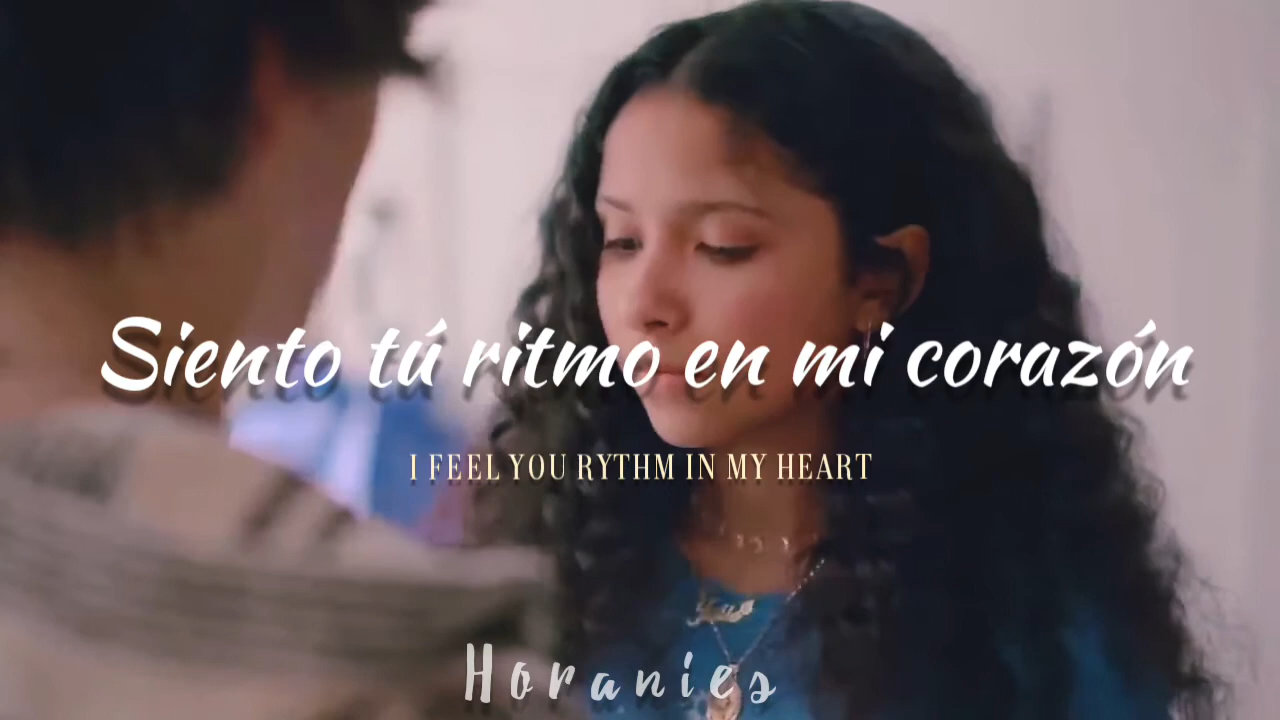 Siento tú ritmo en mi corazón
I FEEL YOU RYTHM IN MY HEART
Horanies